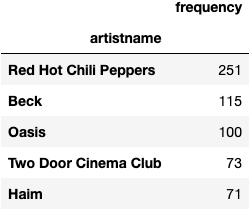 frequency
artistname
Red Hot Chili Peppers 251
Beck 115
Oasis 100
Two Door Cinema Club 73
Haim 71